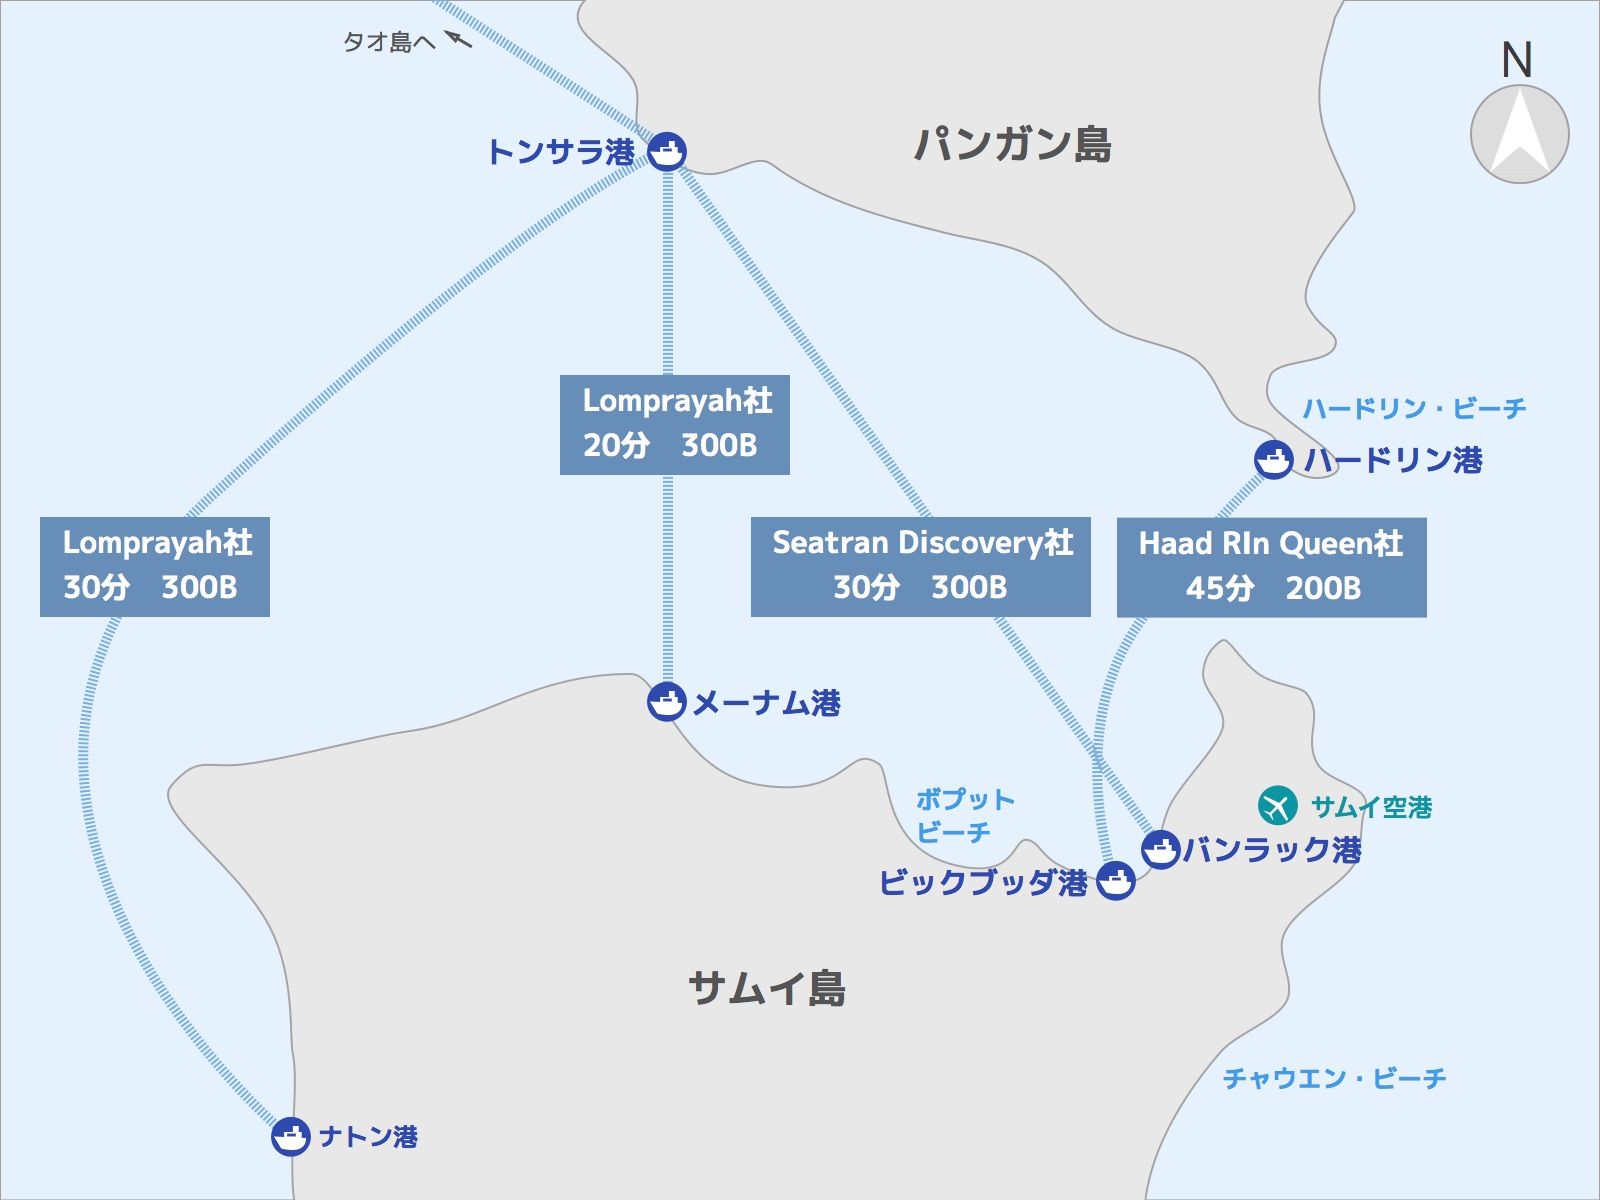 タオ島へ
N
トンサラ港
パンガン島
Lomprayah社
20分　300B
ハードリン・ビーチ
ハードリン港
Lomprayah社
30分　300B
Seatran Discovery社
30分　300B
Haad RIn Queen社
45分　200B
メーナム港
ボプット
ビーチ
サムイ空港
バンラック港
ビックブッダ港
サムイ島
チャウエン・ビーチ
ナトン港